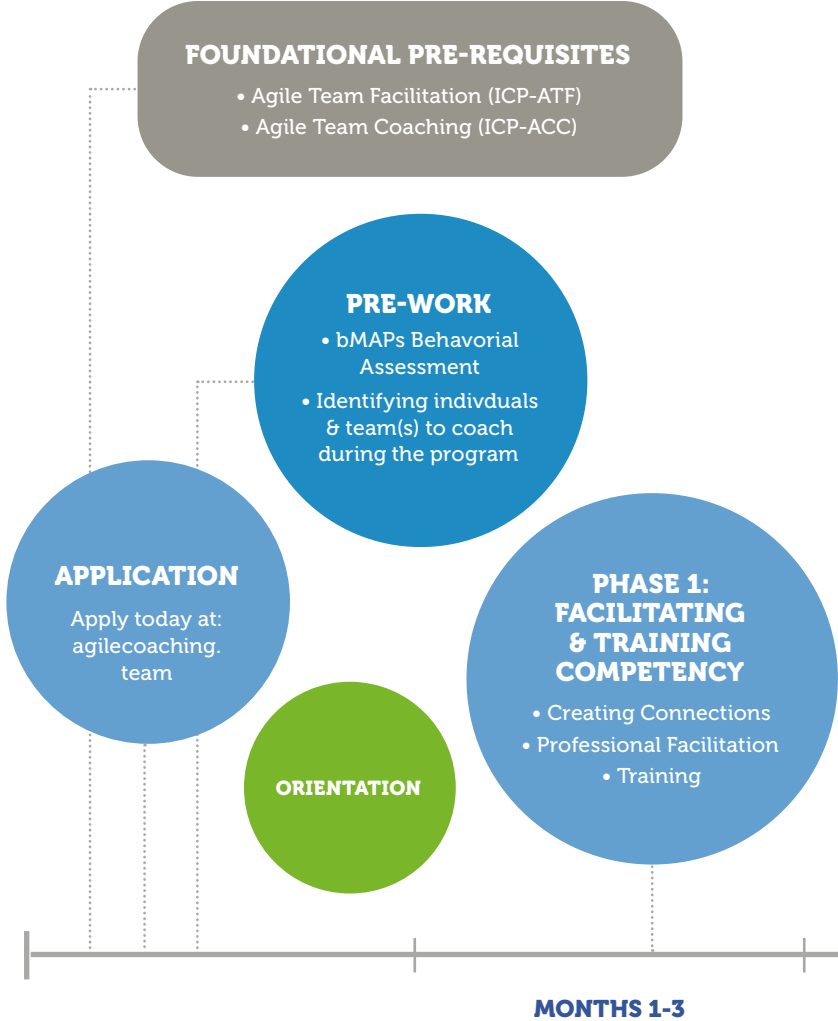 FOUNDATIONAL PRE-REQUISITES
• Agile Team Facilitation (ICP-ATF)
• Agile Team Coaching (ICP-ACC)
PRE-WORK
• bMAPs Behavorial
Assessment
• Identifying indivduals
& team(s) to coach
during the program
APPLICATION
Apply today at:
agilecoaching.
team
ORIENTATION
PHASE 1:
FACILITATING
& TRAINING
COMPETENCY
• Creating Connections
• Professional Facilitation
• Training
MONTHS 1-3